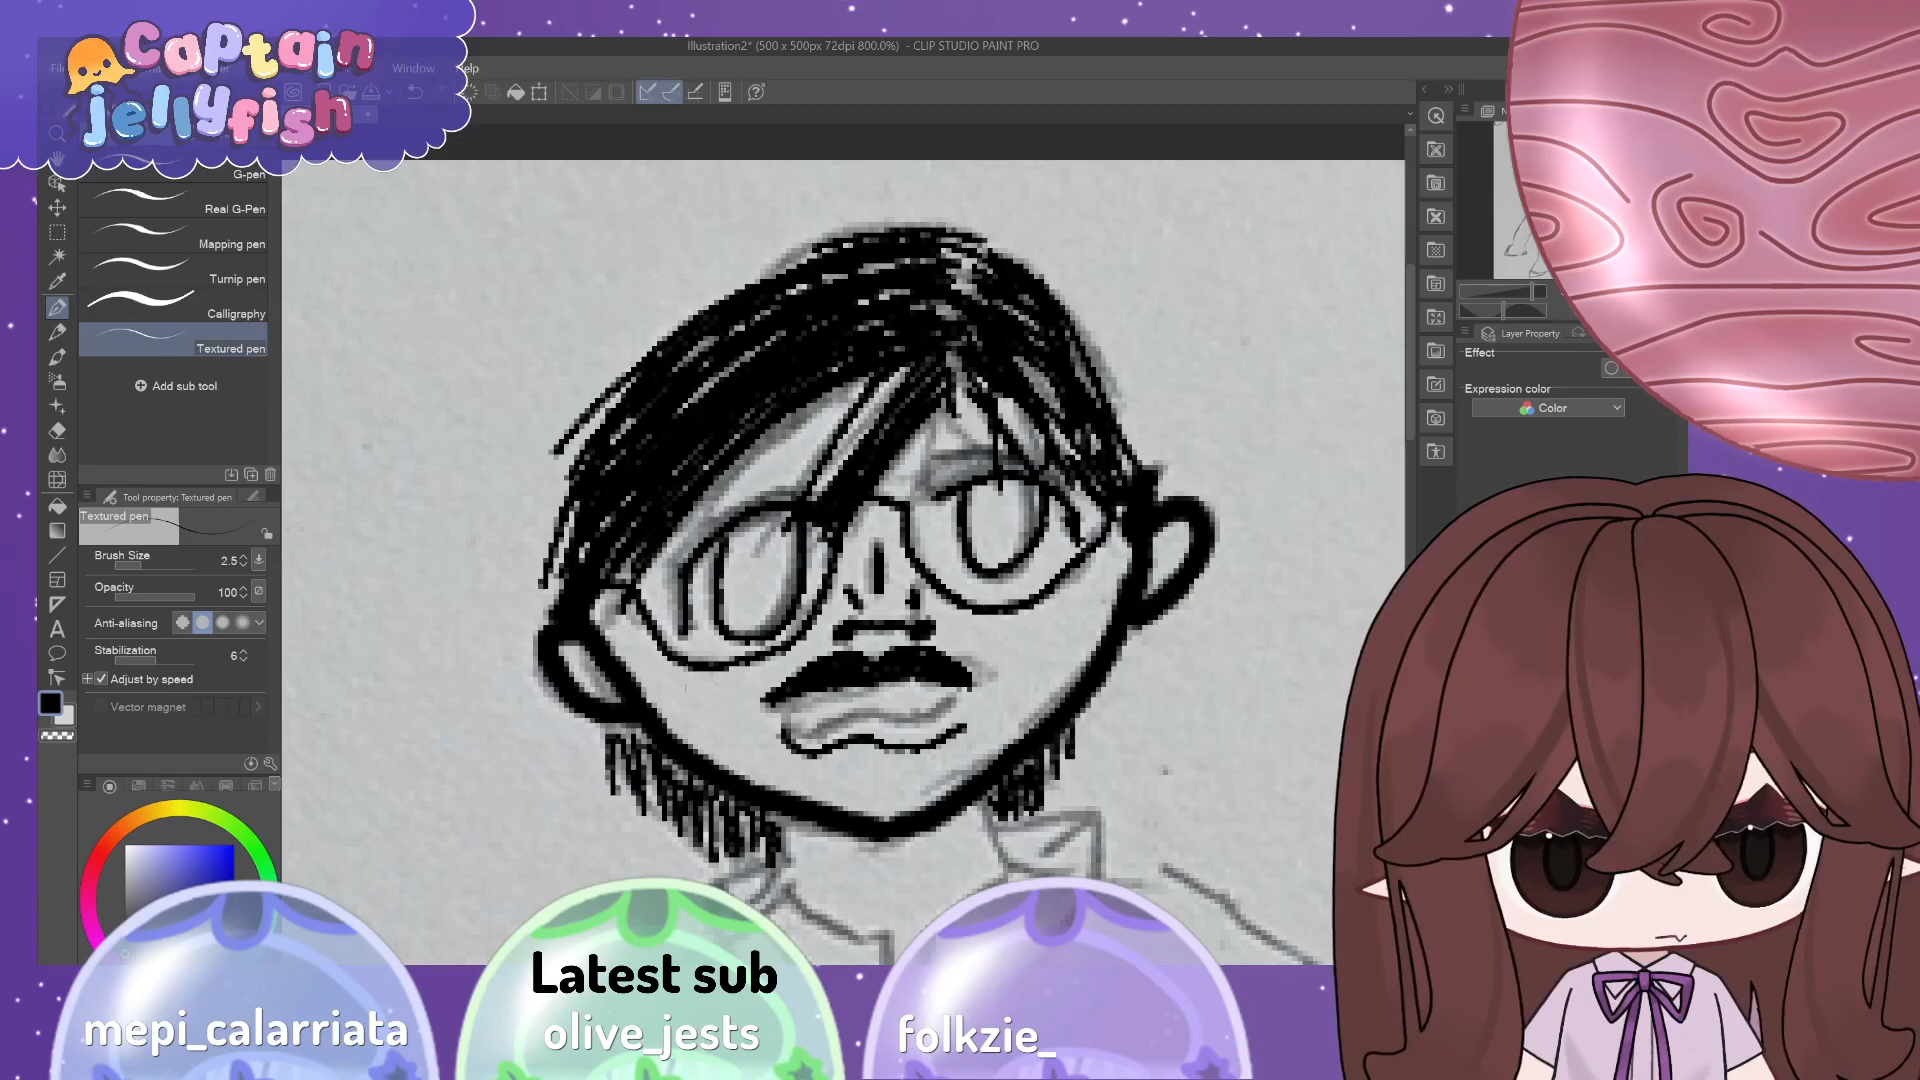 Captain
jellyfish
Illustration2* (500 x 500px 72dpi 800.0%) - CLIP STUDIO PAINT PRO
Window
G-pen
Real G-Pen
Mapping pen
Turnip pen
Calligraphy
Textured pen
Add sub tool
Tool property: Textured pen
Textured pen
Brush Size
2.5
Opacity
100
Anti-aliasing
Stabilization
6
Adjust by speed
Vector magnet
Layer Property
Effect
Expression color
Color
mepi_calarriata
Latest sub
olive_jests
folkzie_